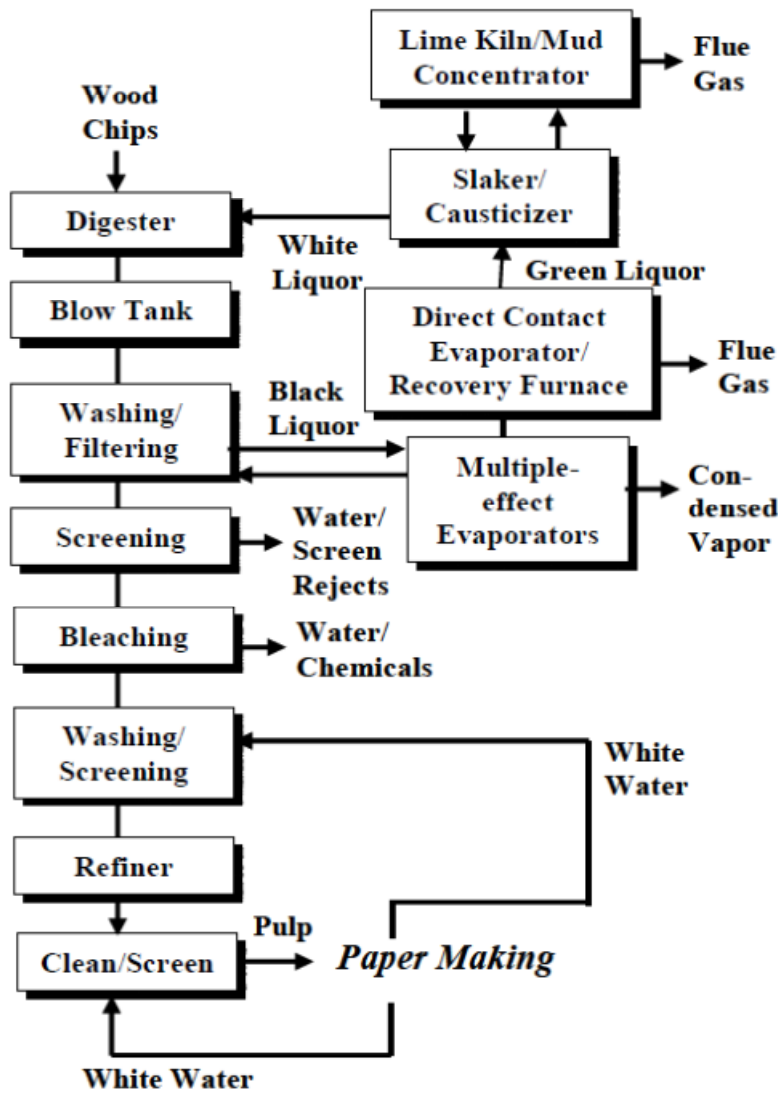 Lime Kiln/Mud
Concentrator
Flue
Gas
Wood
Chips
Slaker/
Causticizer
Digester
White
Liquor
Green Liquor
Blow Tank
Direct Contact
Evaporator/
Recovery Furnace
Flue
Gas
Washing/
Filtering
Black
Liquor
Multiple-
effect
Evaporators
Con-
densed
Vapor
Screening
Water/
Screen
Rejects
Bleaching
Water/
Chemicals
Washing/
Screening
White
Water
Refiner
Clean/Screen
Pulp
Paper Making
White Water